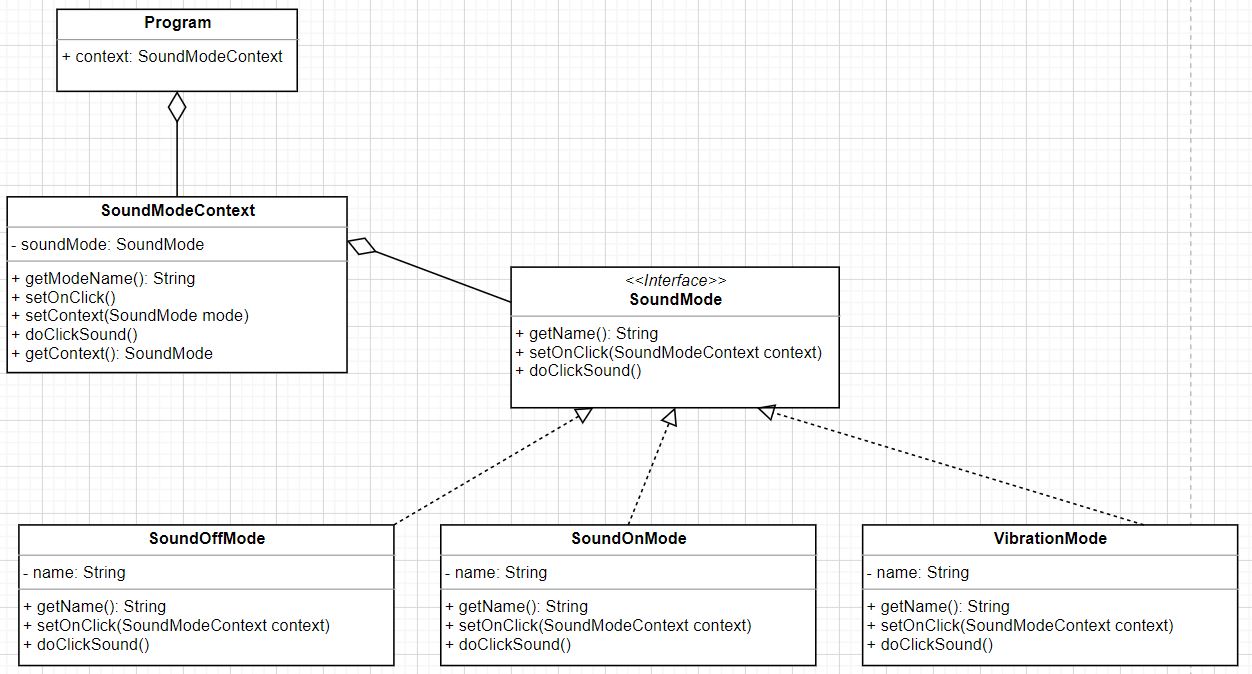 Program
+ context: SoundModeContext
SoundModeContext
- soundMode: SoundMode
+ getModeName(): String
+ setOnClick()
+ setContext(SoundMode mode)
+ doClickSound()
+ getContext(): SoundMode
<<Interface>>
SoundMode
+ getName(): String
+ setOnClick(SoundModeContext context)
+ doClickSound()
SoundOffMode
- name: String
+ getName(): String
+ setOnClick(SoundModeContext context)
+ doClickSound()
SoundOnMode
- name: String
+ getName(): String
+ setOnClick(SoundModeContext context)
+ doClickSound()
VibrationMode
- name: String
+ getName(): String
+ setOnClick(SoundModeContext context)
+ doClickSound()